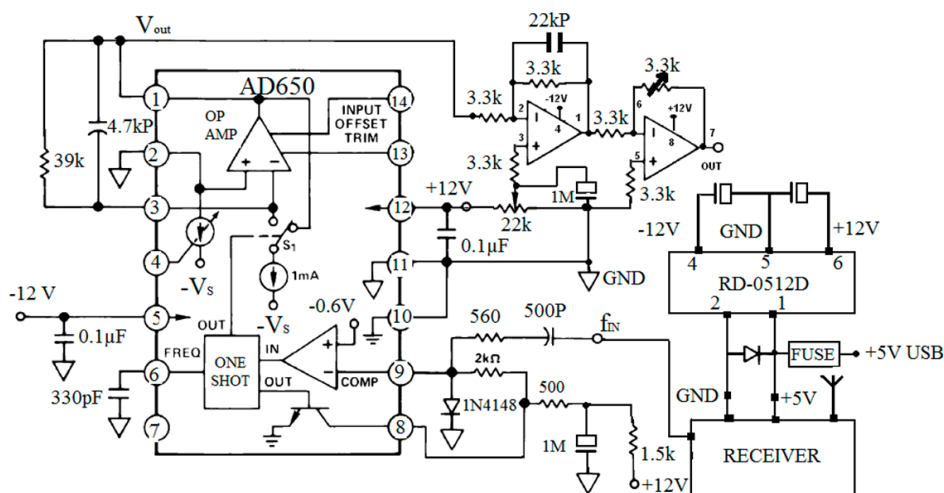 V_out
22kP
3.3k
3.3k
-12V
+12V
AD650
4.7kP
39k
OP
AMP
INPUT
OFFSET
TRIM
1
2
3
4
5
6
7
14
13
12
11
10
9
8
3.3k
2
3
4
1
3.3k
6
5
8
7
OUT
3.3k
3.3k
+12V
22k
1M
0.1µF
GND
S1
1mA
-V_S
-V_S
-0.6V
-12 V
0.1µF
OUT
FREQ
ONE
SHOT
IN
OUT
COMP
330pF
560
500P
f_IN
2kΩ
1N4148
500
1M
1.5k
+12V
-12V
GND
+12V
4
5
6
RD-0512D
2
1
FUSE
+5V USB
GND
+5V
RECEIVER